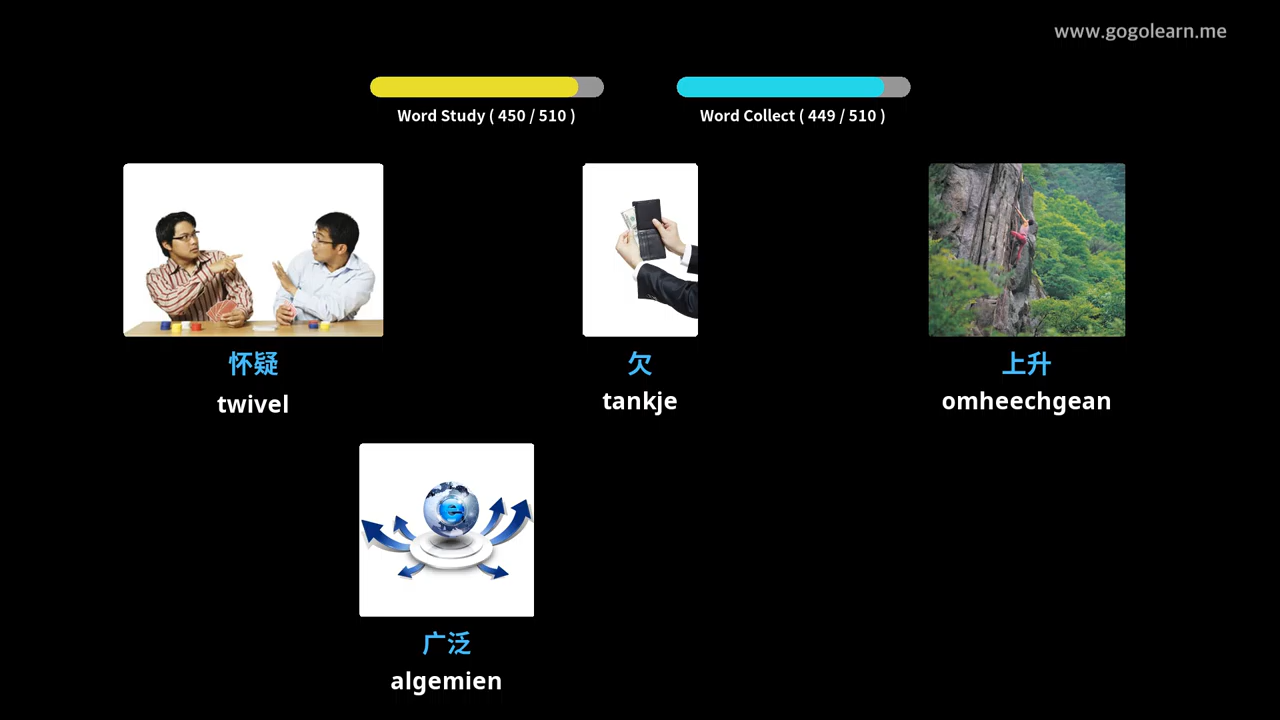 www.gogolearn.me
Word Study ( 450 / 510 )
Word Collect ( 449 / 510 )
怀疑
twivel
欠
tankje
上升
omheechgean
广泛
algemien